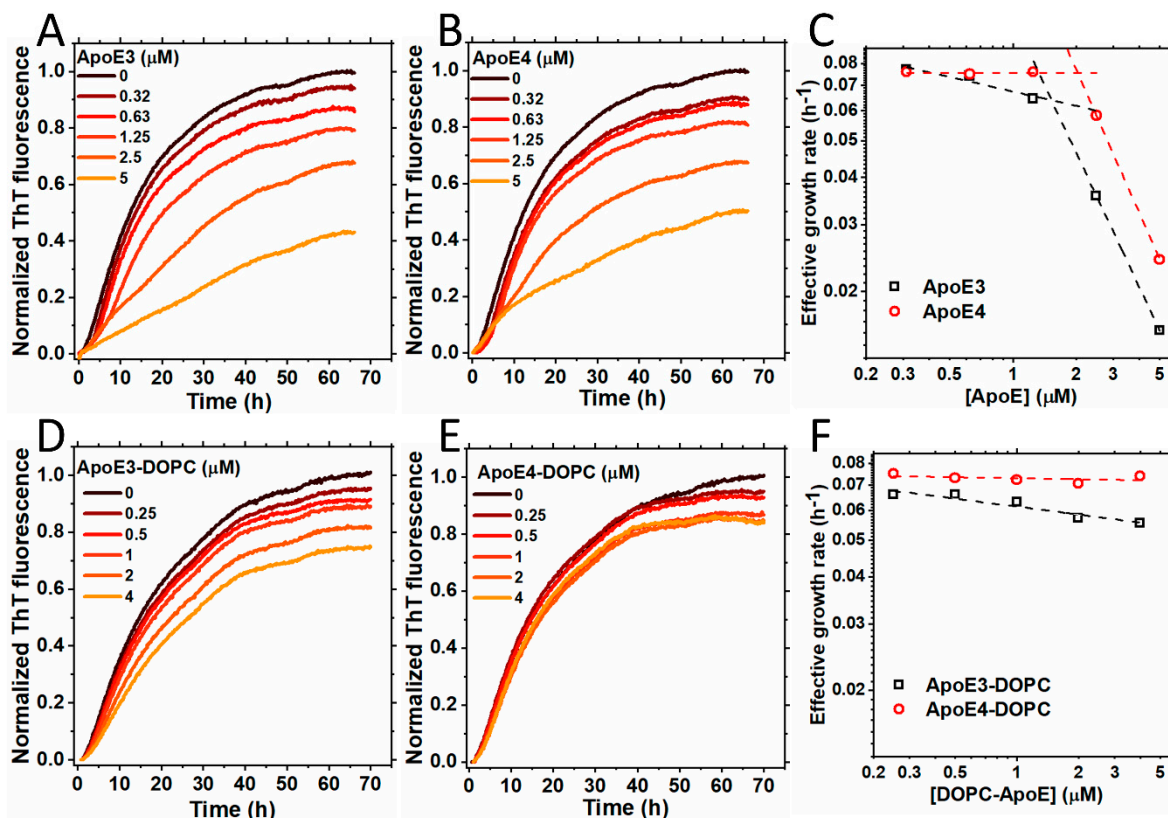 A
ApoE3 (μM)
0
0.32
0.63
1.25
2.5
5
Normalized ThT fluorescence
1.0
0.8
0.6
0.4
0.2
0.0
0 10 20 30 40 50 60 70
Time (h)
B
ApoE4 (μM)
0
0.32
0.63
1.25
2.5
5
Normalized ThT fluorescence
1.0
0.8
0.6
0.4
0.2
0.0
0 10 20 30 40 50 60 70
Time (h)
C
Effective growth rate (h-1)
0.08
0.07
0.06
0.05
0.04
0.03
0.02
ApoE3
ApoE4
0.2 0.3 0.5 1 2 3 5
[ApoE] (μM)
D
ApoE3-DOPC (μM)
0
0.25
0.5
1
2
4
Normalized ThT fluorescence
1.0
0.8
0.6
0.4
0.2
0.0
0 10 20 30 40 50 60 70
Time (h)
E
ApoE4-DOPC (μM)
0
0.25
0.5
1
2
4
Normalized ThT fluorescence
1.0
0.8
0.6
0.4
0.2
0.0
0 10 20 30 40 50 60 70
Time (h)
F
Effective growth rate (h-1)
0.08
0.07
0.06
0.05
0.04
0.03
0.02
ApoE3-DOPC
ApoE4-DOPC
0.2 0.3 0.5 1 2 3 5
[DOPC-ApoE] (μM)